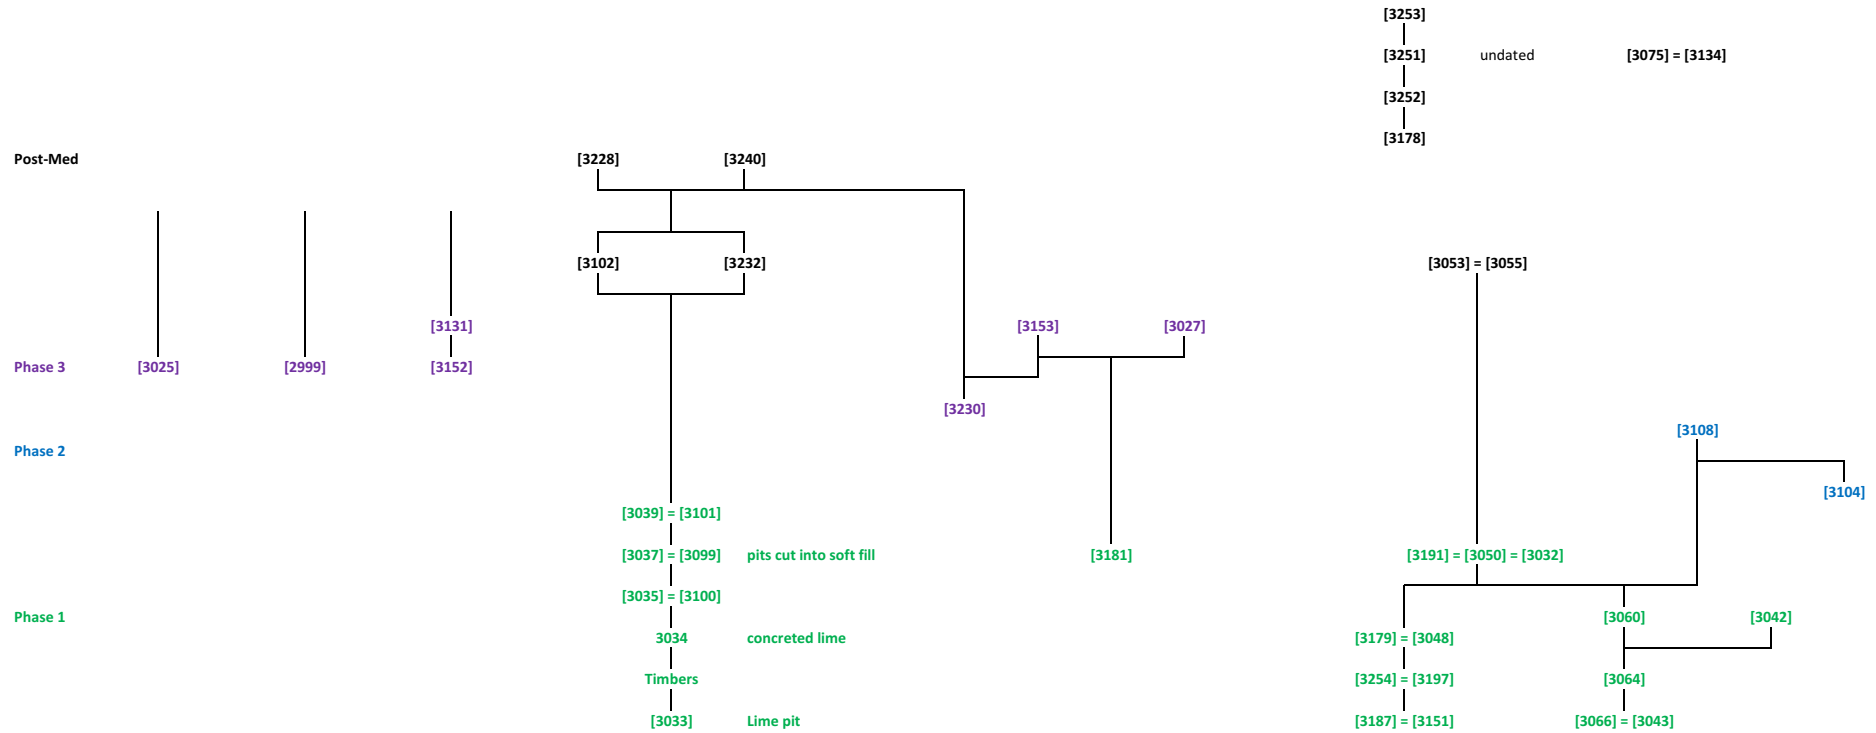 [3253]
[3251] undated [3075] = [3134]
[3252]
[3178]
Post-Med [3228] [3240]
[3102] [3232] [3053] = [3055]
[3131] [3153] [3027]
Phase 3 [3025] [2999] [3152]
[3230]
[3108]
Phase 2
[3104]
[3039] = [3101]
[3037] = [3099] pits cut into soft fill [3181] [3191] = [3050] = [3032]
[3035] = [3100]
Phase 1 [3060] [3042]
3034 concreted lime [3179] = [3048]
Timbers [3254] = [3197] [3064]
[3033] Lime pit [3187] = [3151] [3066] = [3043]